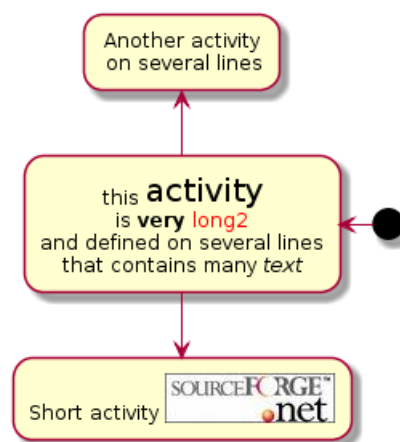 Another activity
on several lines
this activity
is very long2
and defined on several lines
that contains many text
Short activity SOURCEFORGE™
.net